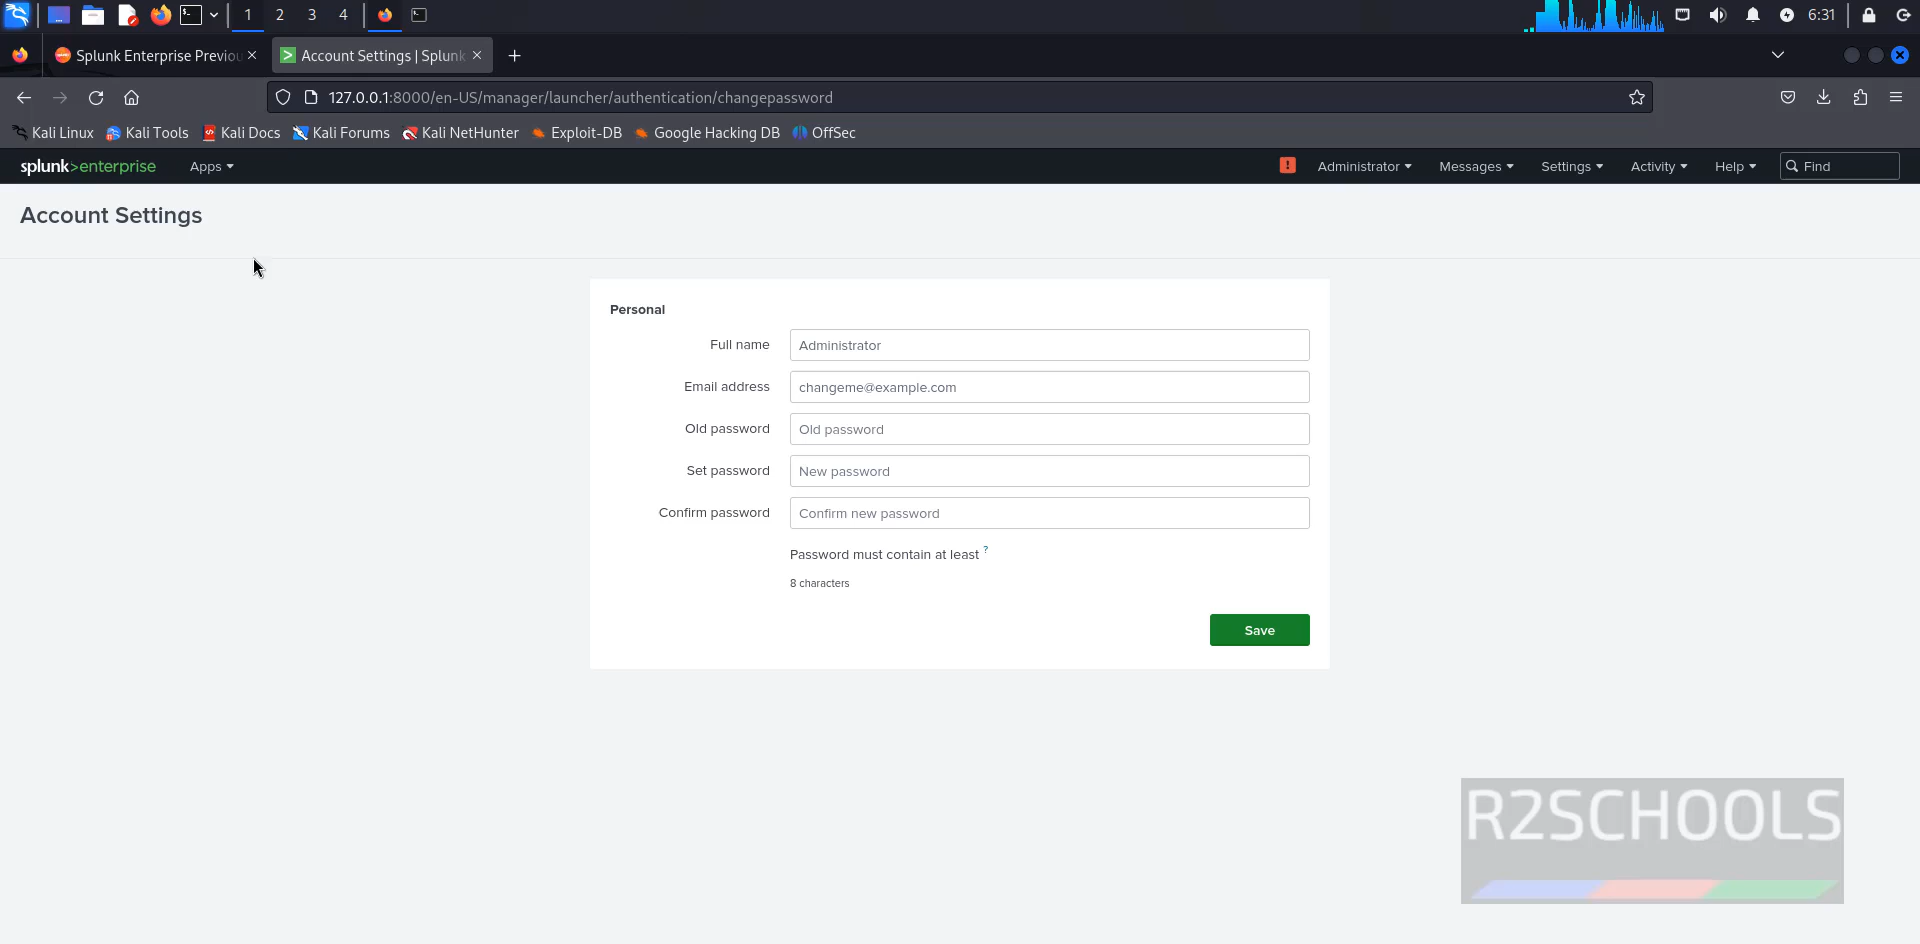 1 2 3 4 6:31
Splunk Enterprise Previou
Account Settings | Splunk
127.0.0.1:8000/en-US/manager/launcher/authentication/changepassword
Kali Linux Kali Tools Kali Docs Kali Forums Kali NetHunter Exploit-DB Google Hacking DB OffSec
splunk>enterprise Apps Administrator Messages Settings Activity Help Find
Account Settings
Personal
Full name Administrator
Email address changeme@example.com
Old password Old password
Set password New password
Confirm password Confirm new password
Password must contain at least ?
8 characters
Save
R2SCHOOLS